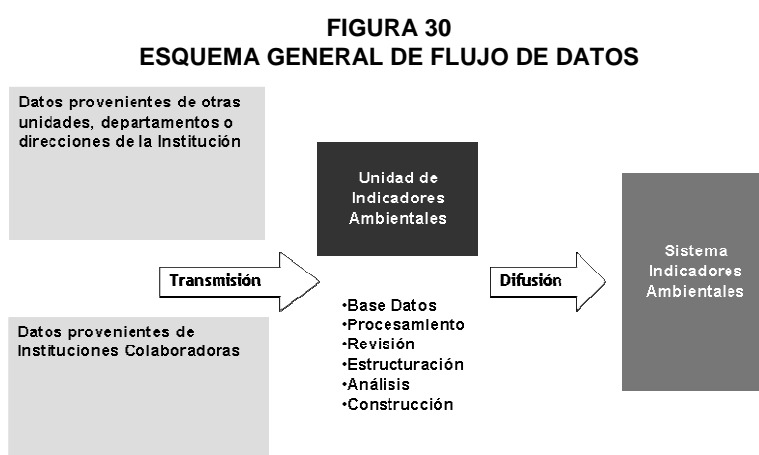 FIGURA 30
ESQUEMA GENERAL DE FLUJO DE DATOS
Datos provenientes de otras
unidades, departamentos o
direcciones de la Institución
Unidad de
Indicadores
Ambientales
Sistema
Indicadores
Ambientales
Transmisión
Difusión
•Base Datos
•Procesamiento
•Revisión
•Estructuración
•Análisis
•Construcción
Datos provenientes de
Instituciones Colaboradoras